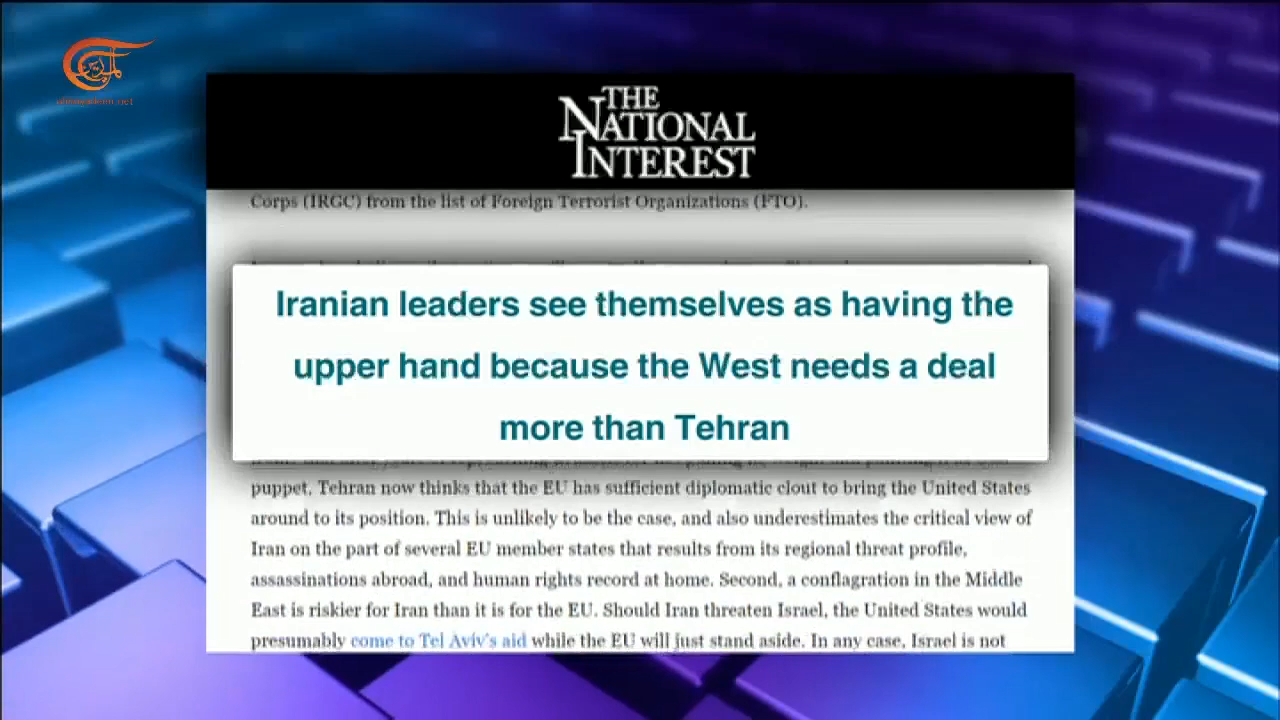 الميادين
almayadeen.net
THE
NATIONAL
INTEREST
Corps (IRGC) from the list of Foreign Terrorist Organizations (FTO).
Iranian leaders see themselves as having the
upper hand because the West needs a deal
more than Tehran
puppet, Tehran now thinks that the EU has sufficient diplomatic clout to bring the United States
around to its position. This is unlikely to be the case, and also underestimates the critical view of
Iran on the part of several EU member states that results from its regional threat profile,
assassinations abroad, and human rights record at home. Second, a conflagration in the Middle
East is riskier for Iran than it is for the EU. Should Iran threaten Israel, the United States would
presumably come to Tel Aviv's aid while the EU will just stand aside. In any case, Israel is not